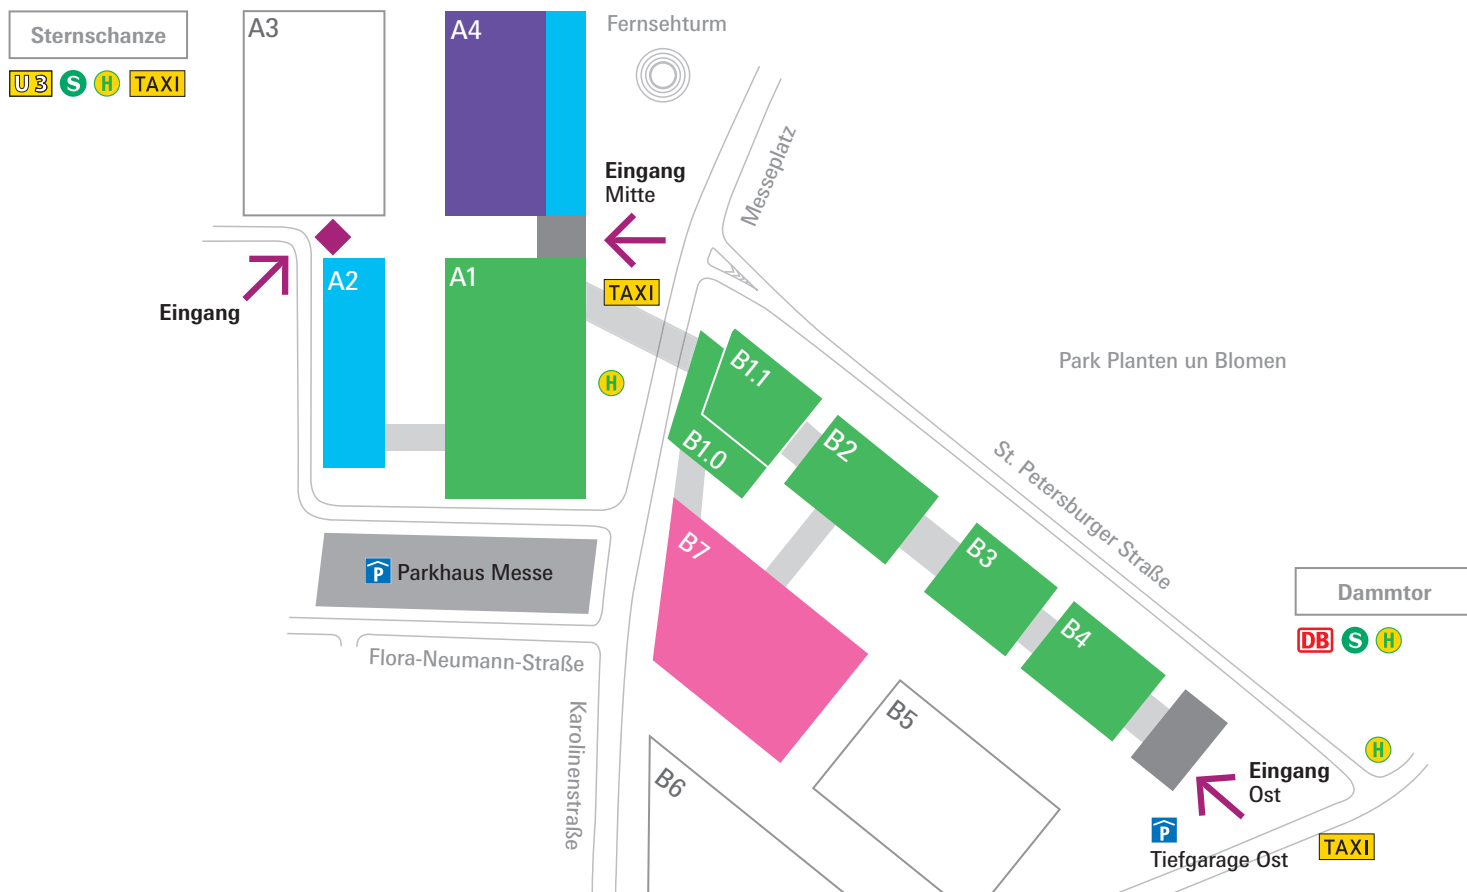 Sternschanze
U3 S H TAXI
A3
A4
Fernsehturm
Messeplatz
Eingang
Mitte
TAXI
Eingang
A2
A1
H
B1.1
B1.0
B2
Park Planten un Blomen
St. Petersburger Straße
B3
B4
B7
P Parkhaus Messe
Flora-Neumann-Straße
Karolinenstraße
B5
B6
Dammtor
DB S H
H
Eingang
Ost
P
Tiefgarage Ost
TAXI